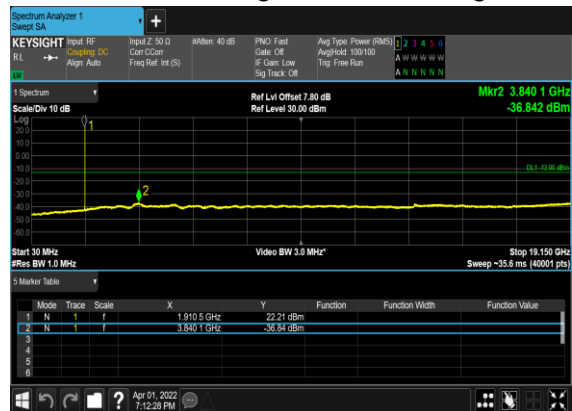 Spectrum Analyzer 1
Swept SA
+
KEYSIGHT Input: RF Input Z: 50 Ω #Atten: 40 dB PNO: Fast Avg Type: Power (RMS) 1 2 3 4 5 6
RL Coupling: DC Corr CCorr Gate: Off Avg|Hold: 100/100 A W W W W W
Align: Auto Freq Ref: Int (S) IF Gain: Low Trig: Free Run
Sig Track: Off A N N N N N
1 Spectrum Ref Lvl Offset 7.80 dB Mkr2 3.840 1 GHz
Scale/Div 10 dB Ref Level 30.00 dBm -36.842 dBm
Log
20.0
1
10.0
0.00
-10.0
DL1 -13.00 dBm
-20.0
-30.0
2
-40.0
-50.0
-60.0
Start 30 MHz Video BW 3.0 MHz* Stop 19.150 GHz
#Res BW 1.0 MHz Sweep ~35.6 ms (40001 pts)
5 Marker Table
Mode Trace Scale X Y Function Function Width Function Value
1 N 1 f 1.910 5 GHz 22.21 dBm
2 N 1 f 3.840 1 GHz -36.84 dBm
3
4
5
6
? Apr 01, 2022
7:12:28 PM